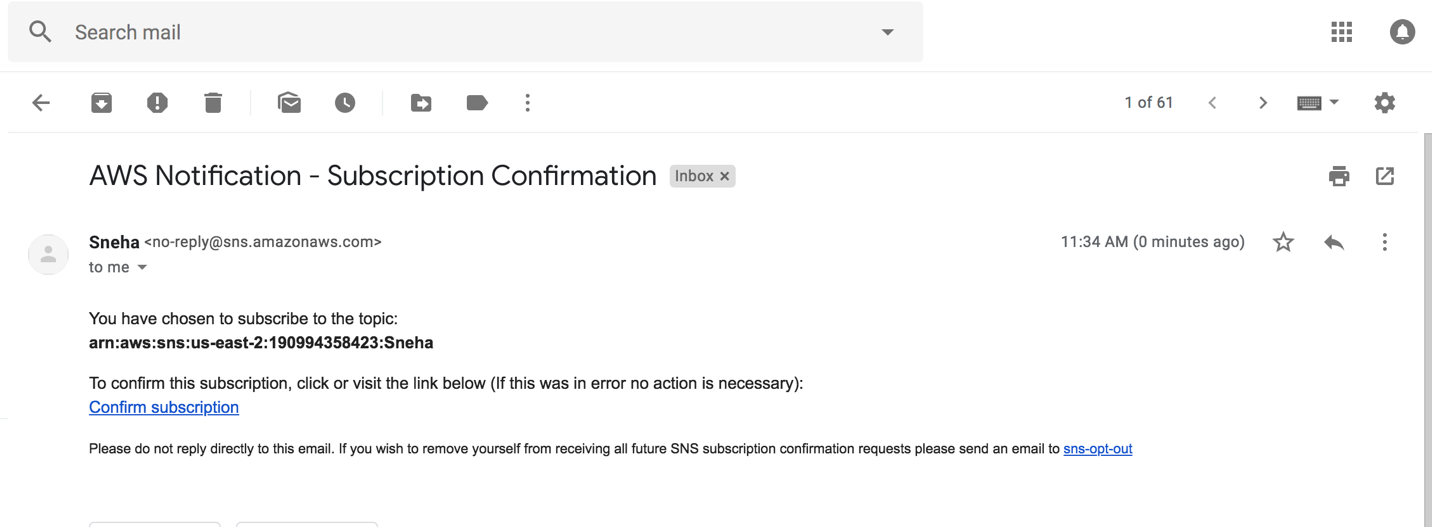 Search mail
1 of 61
AWS Notification - Subscription Confirmation Inbox ×
Sneha <no-reply@sns.amazonaws.com> 11:34 AM (0 minutes ago)
to me
You have chosen to subscribe to the topic:
arn:aws:sns:us-east-2:190994358423:Sneha
To confirm this subscription, click or visit the link below (If this was in error no action is necessary):
Confirm subscription
Please do not reply directly to this email. If you wish to remove yourself from receiving all future SNS subscription confirmation requests please send an email to sns-opt-out